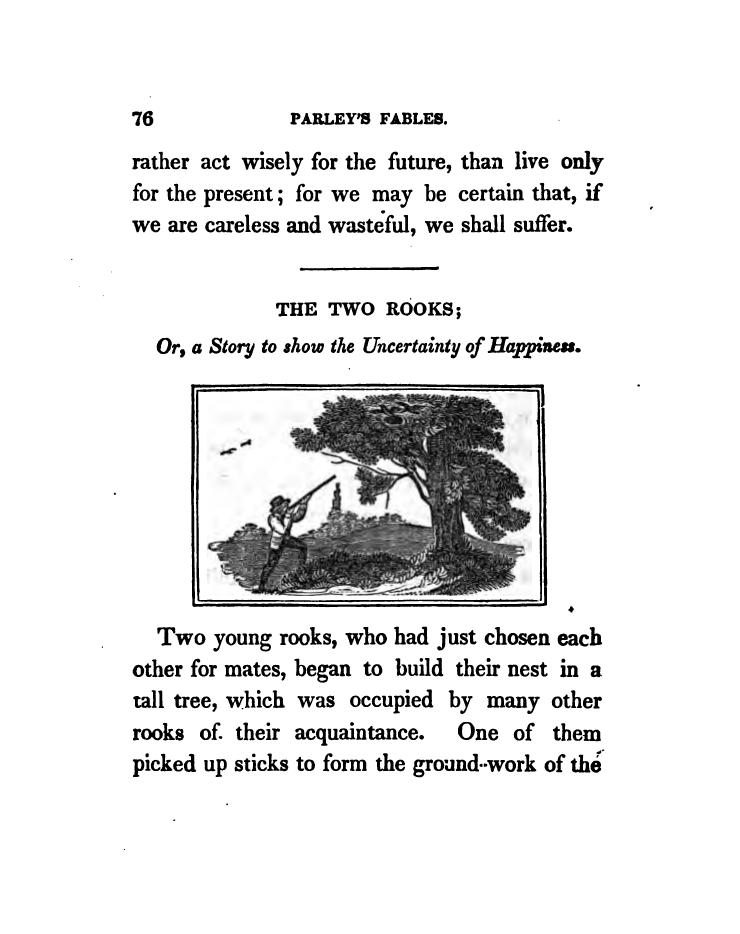 76 PARLEY'S FABLES.
rather act wisely for the future, than live only
for the present; for we may be certain that, if
we are careless and wasteful, we shall suffer.
THE TWO ROOKS;
Or, a Story to show the Uncertainty of Happiness.
Two young rooks, who had just chosen each
other for mates, began to build their nest in a
tall tree, which was occupied by many other
rooks of their acquaintance. One of them
picked up sticks to form the ground-work of the